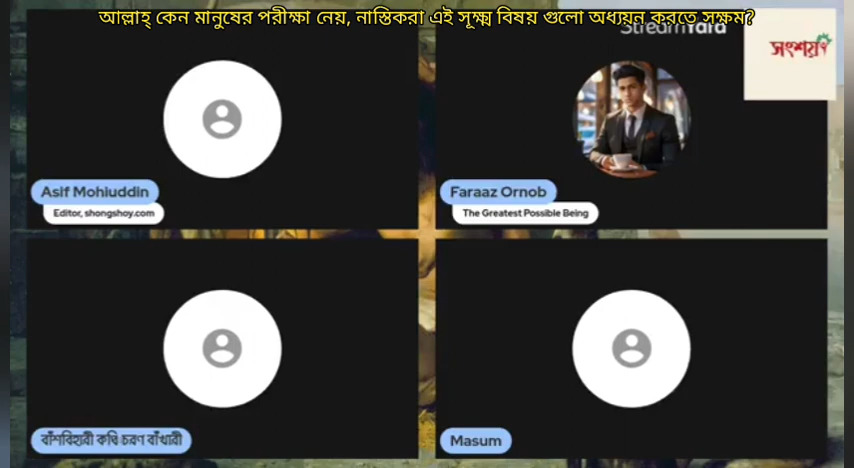 আল্লাহ্ কেন মানুষের পরীক্ষা নেয়, নাস্তিকরা এই সূক্ষ্ম বিষয় গুলো অধ্যয়ন করতে সক্ষম?
StreamYard
সংশয়
Asif Mohiuddin
Editor, shongshoy.com
Faraaz Ornob
The Greatest Possible Being
বাঁশবিহারী কঘি চরণ বাঁখারী
Masum